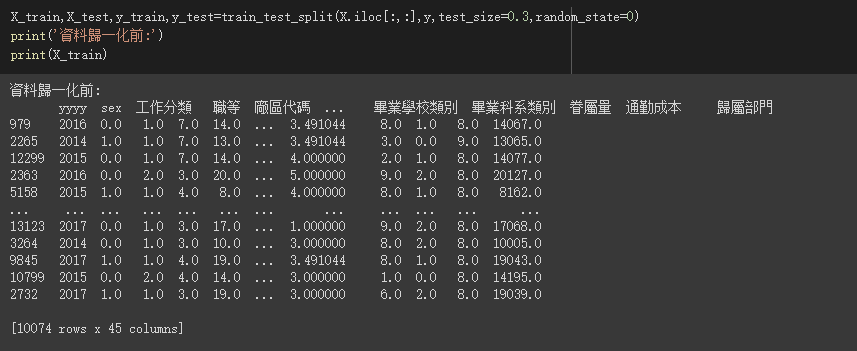 X_train,X_test,y_train,y_test=train_test_split(X.iloc[:,:],y,test_size=0.3,random_state=0)
print('資料歸一化前:')
print(X_train)
資料歸一化前:
yyyy sex 工作分類 職等 廠區代碼 ... 畢業學校類別 畢業科系類別 眷屬量 通勤成本 歸屬部門
979 2016 0.0 1.0 7.0 14.0 ... 3.491044 8.0 1.0 8.0 14067.0
2265 2014 1.0 1.0 7.0 13.0 ... 3.491044 3.0 0.0 9.0 13065.0
12299 2015 0.0 1.0 7.0 14.0 ... 4.000000 2.0 1.0 8.0 14077.0
2363 2016 0.0 2.0 3.0 20.0 ... 5.000000 9.0 2.0 8.0 20127.0
5158 2015 1.0 1.0 4.0 8.0 ... 4.000000 8.0 1.0 8.0 8162.0
... ... ... ... ... ... ... ... ... ... ... ...
13123 2017 0.0 1.0 3.0 17.0 ... 1.000000 9.0 2.0 8.0 17068.0
3264 2014 0.0 1.0 3.0 10.0 ... 3.000000 8.0 2.0 8.0 10005.0
9845 2017 1.0 1.0 4.0 19.0 ... 3.491044 8.0 1.0 8.0 19043.0
10799 2015 0.0 2.0 4.0 14.0 ... 3.000000 1.0 0.0 8.0 14195.0
2732 2017 1.0 1.0 3.0 19.0 ... 3.000000 6.0 2.0 8.0 19039.0
[10074 rows x 45 columns]